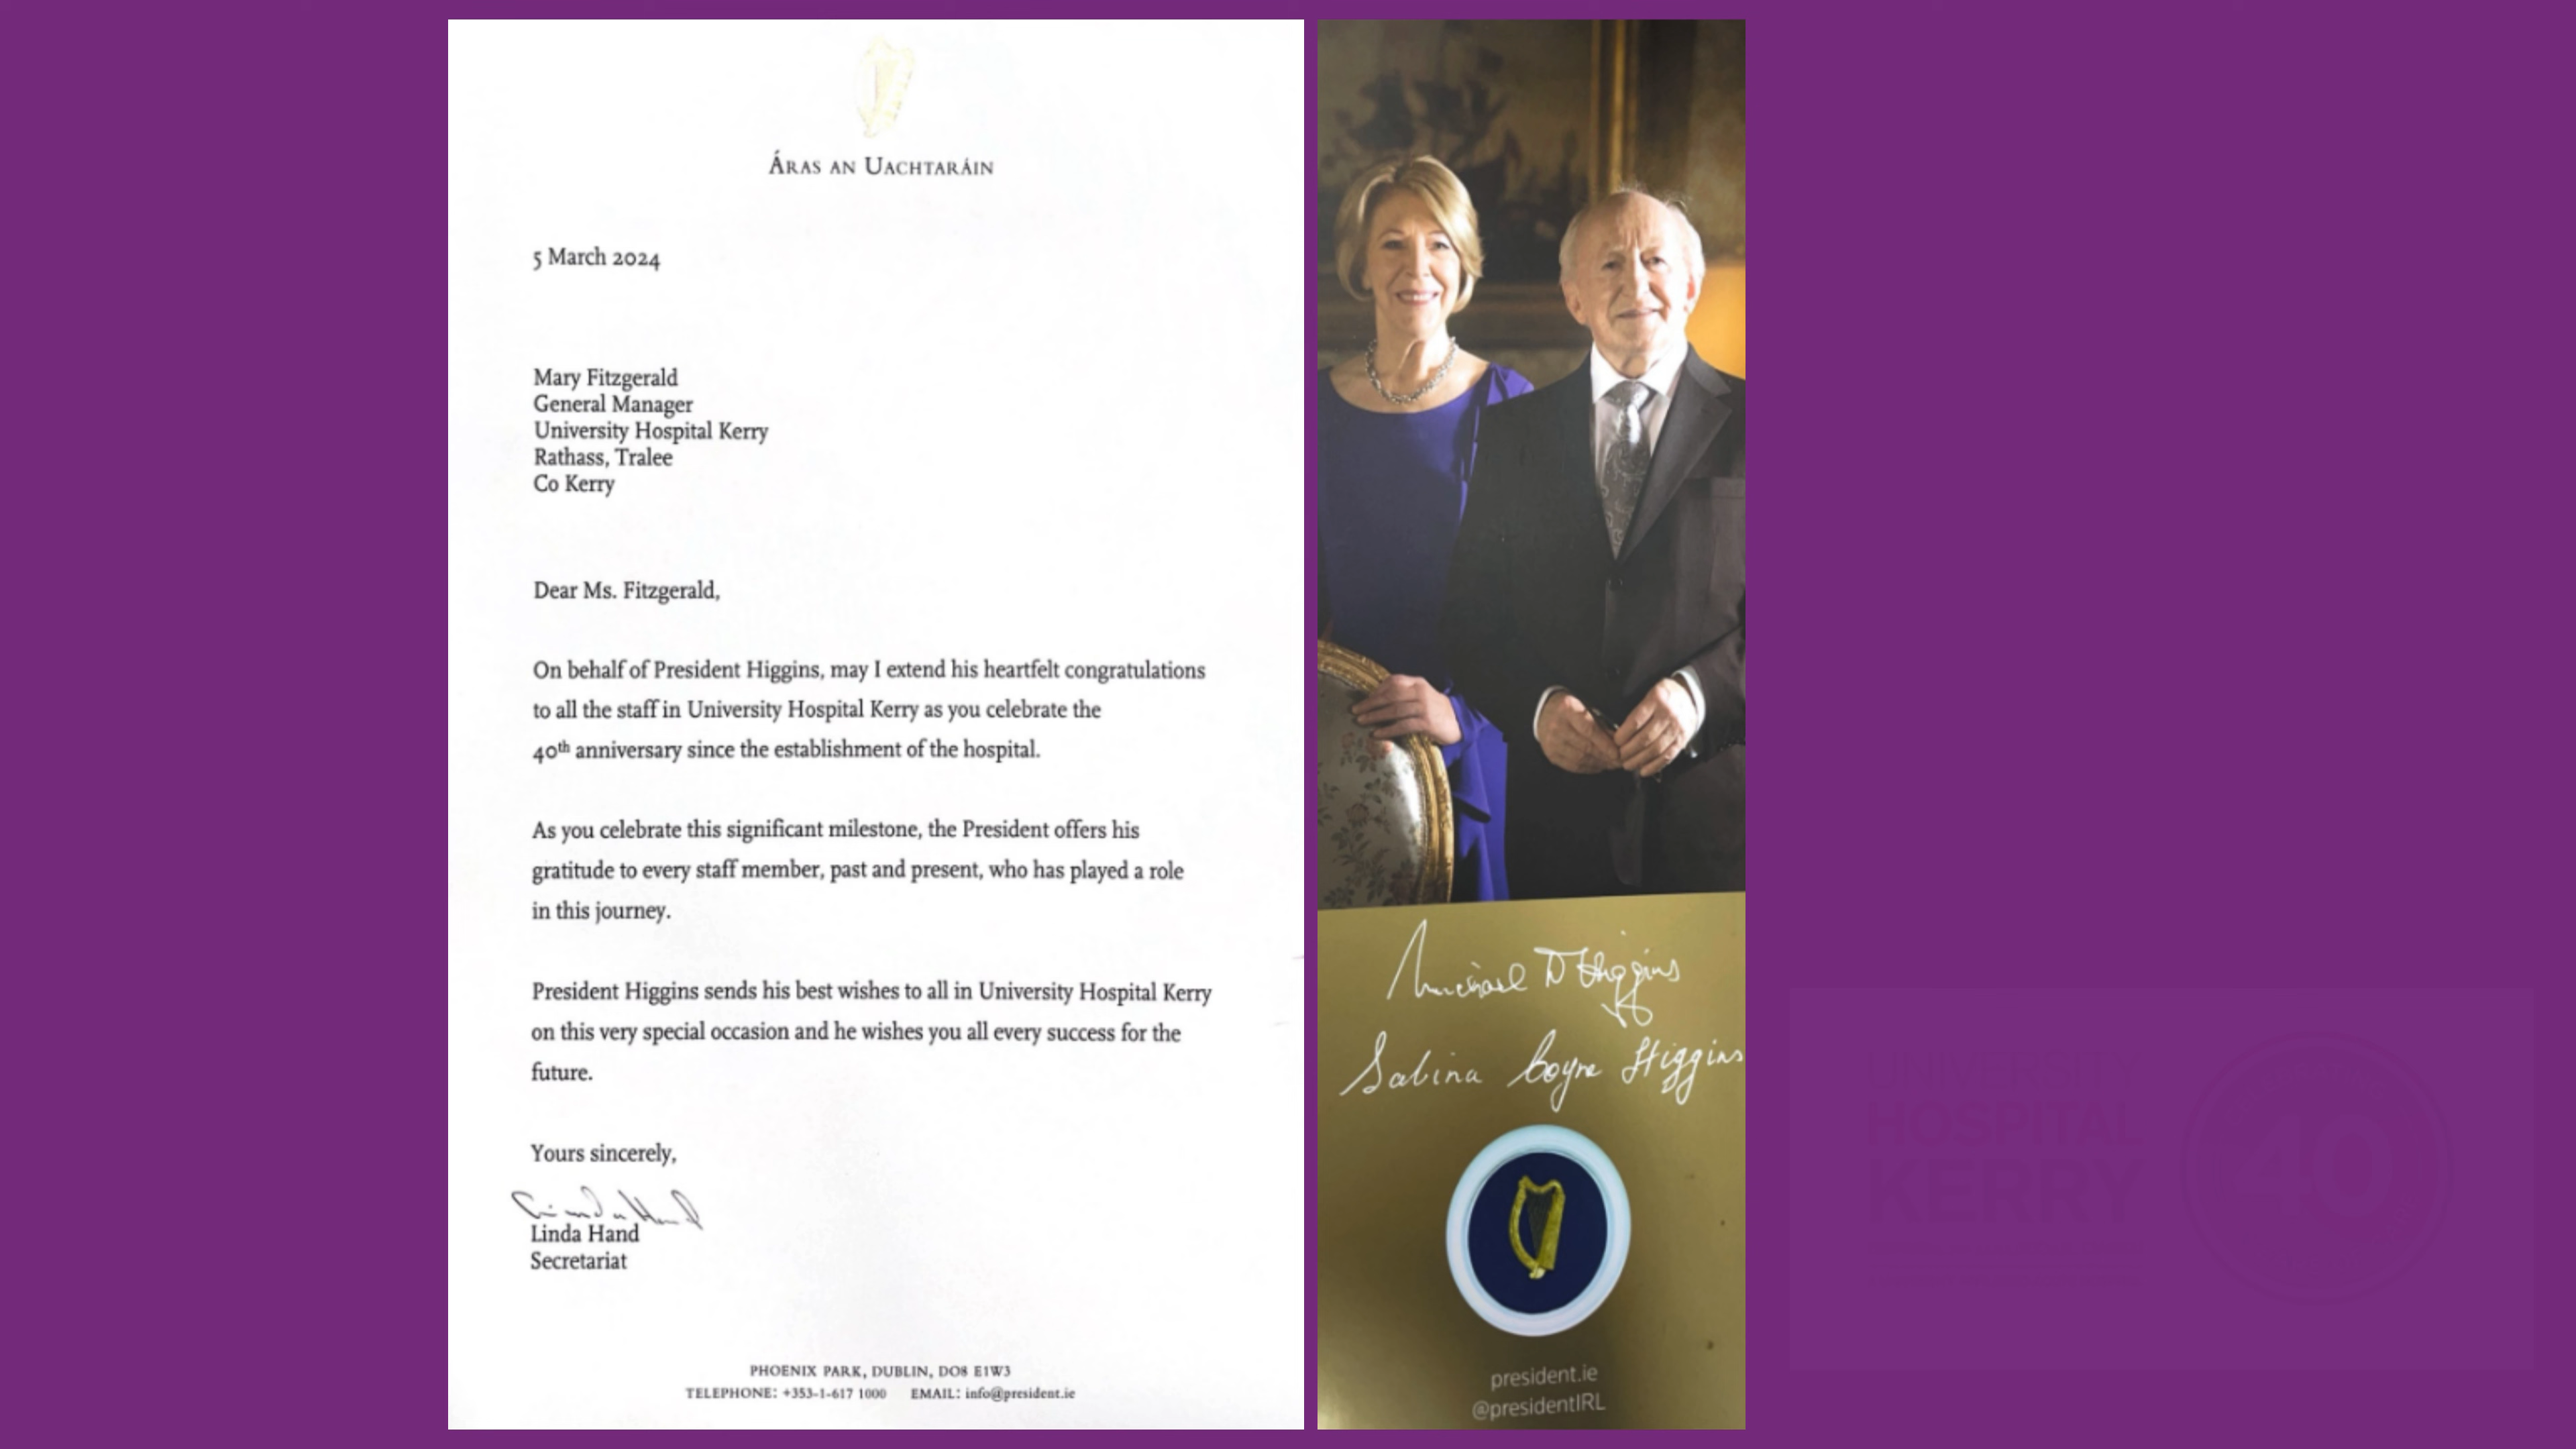 ÁRAS AN UACHTARÁIN
5 March 2024
Mary Fitzgerald
General Manager
University Hospital Kerry
Rathass, Tralee
Co Kerry
Dear Ms. Fitzgerald,
On behalf of President Higgins, may I extend his heartfelt congratulations
to all the staff in University Hospital Kerry as you celebrate the
40th anniversary since the establishment of the hospital.
As you celebrate this significant milestone, the President offers his
gratitude to every staff member, past and present, who has played a role
in this journey.
President Higgins sends his best wishes to all in University Hospital Kerry
on this very special occasion and he wishes you all every success for the
future.
Yours sincerely,
Linda Hand
Linda Hand
Secretariat
PHOENIX PARK, DUBLIN, DO8 E1W3
TELEPHONE: +353-1-617 1000 EMAIL: info@president.ie
Michael D Higgins
Sabina Coyne Higgins
president.ie
@presidentIRL
HOSPITAL
KERRY
40